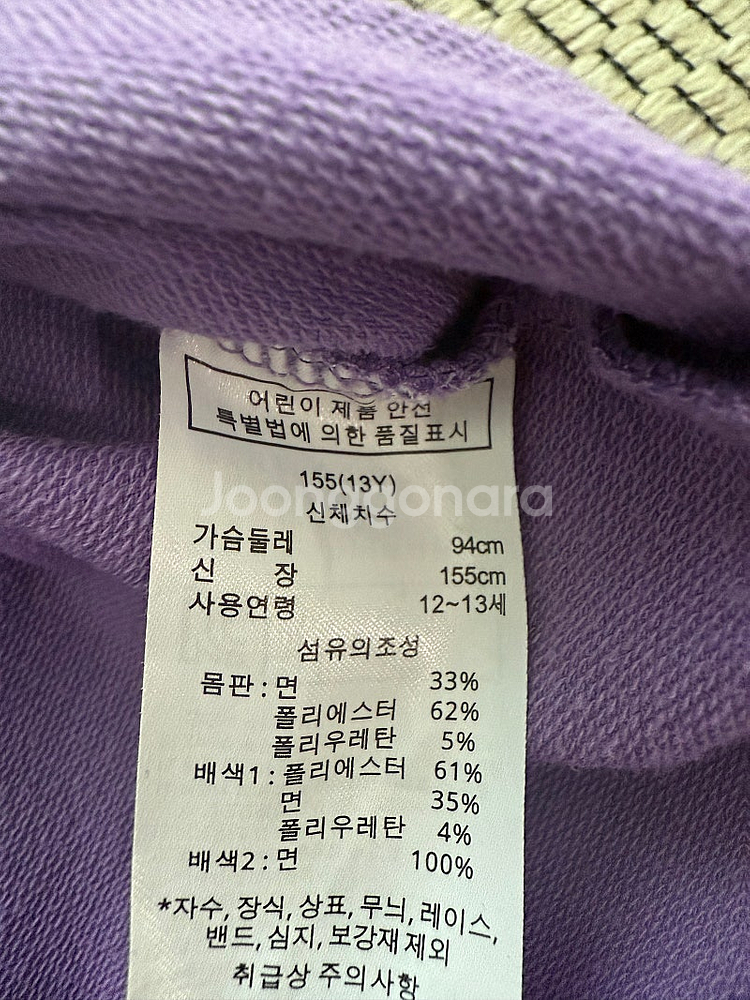 어린이 제품 안전
특별법에 의한 품질표시
155(13Y)
Joonggonara
신체치수
가슴둘레 94cm
신 장 155cm
사용연령 12~13세
섬유의조성
몸판 : 면 33%
폴리에스터 62%
폴리우레탄 5%
배색1 : 폴리에스터 61%
면 35%
폴리우레탄 4%
배색2 : 면 100%
*자수, 장식, 상표, 무늬, 레이스,
밴드, 심지, 보강재 제외
취급상 주의사항